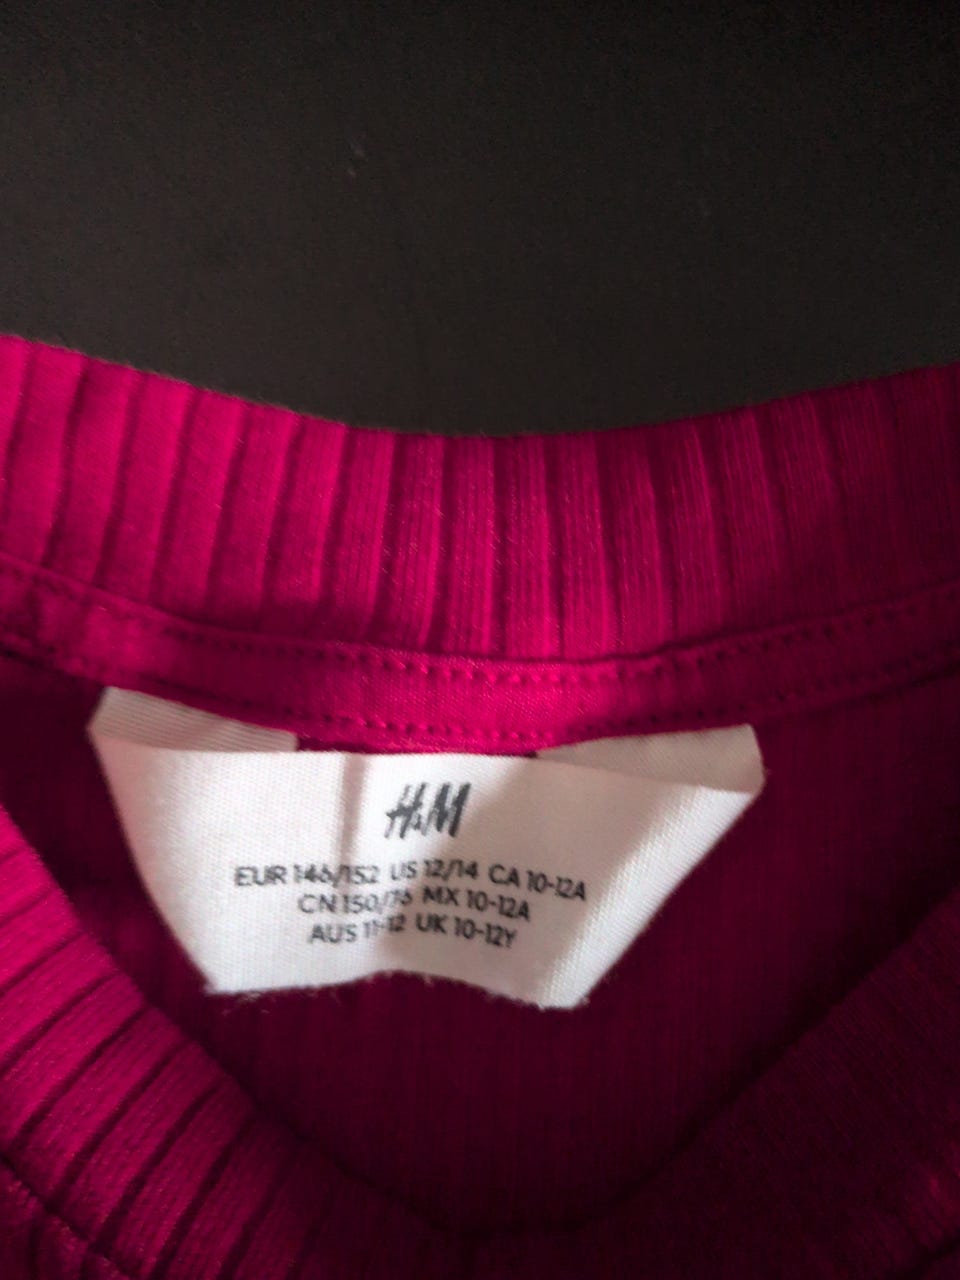 H&M
EUR 146/152 US 12/14 CA 10-12A
CN 150/76 MX 10-12A
AUS 11-12 UK 10-12Y